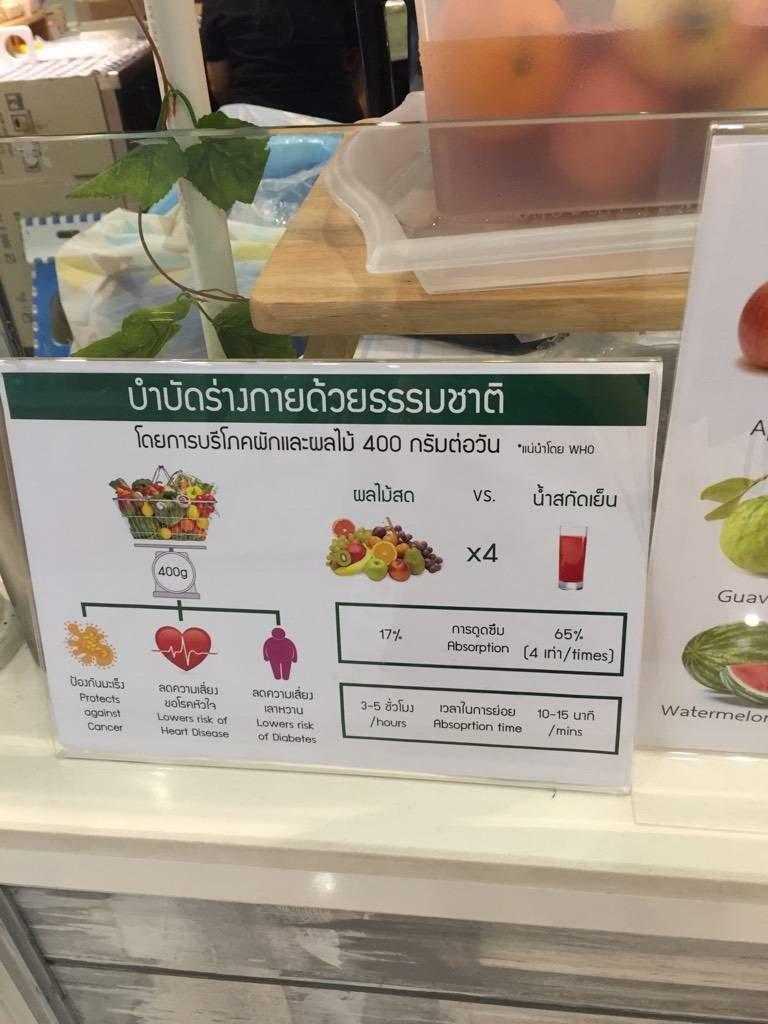 บำบัดร่างกายด้วยธรรมชาติ
โดยการบริโภคผักและผลไม้ 400 กรัมต่อวัน *แนะนำโดย WHO
400g
ป้องกันมะเร็ง
Protects
against
Cancer
ลดความเสี่ยง
ขอโรคหัวใจ
Lowers risk of
Heart Disease
ลดความเสี่ยง
เลาหวาน
Lowers risk
of Diabetes
ผลไม้สด VS. น้ำสกัดเย็น
x4
17% การดูดซึม 65%
Absorption (4 เท่า/times)
3-5 ชั่วโมง เวลาในการย่อย 10-15 นาที
/hours Absoprtion time /mins
Guav
Watermelon